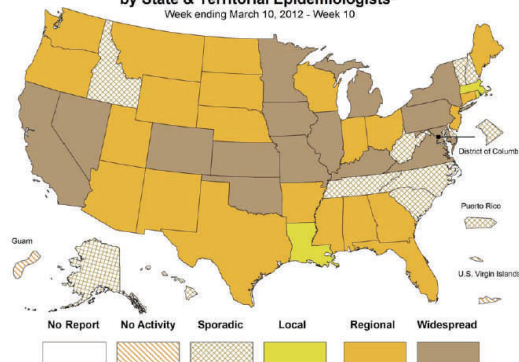 by State & Territorial Epidemiologists
Week ending March 10, 2012 - Week 10
District of Columb
Puerto Rico
Guam
U.S. Virgin Islands
No Report No Activity Sporadic Local Regional Widespread